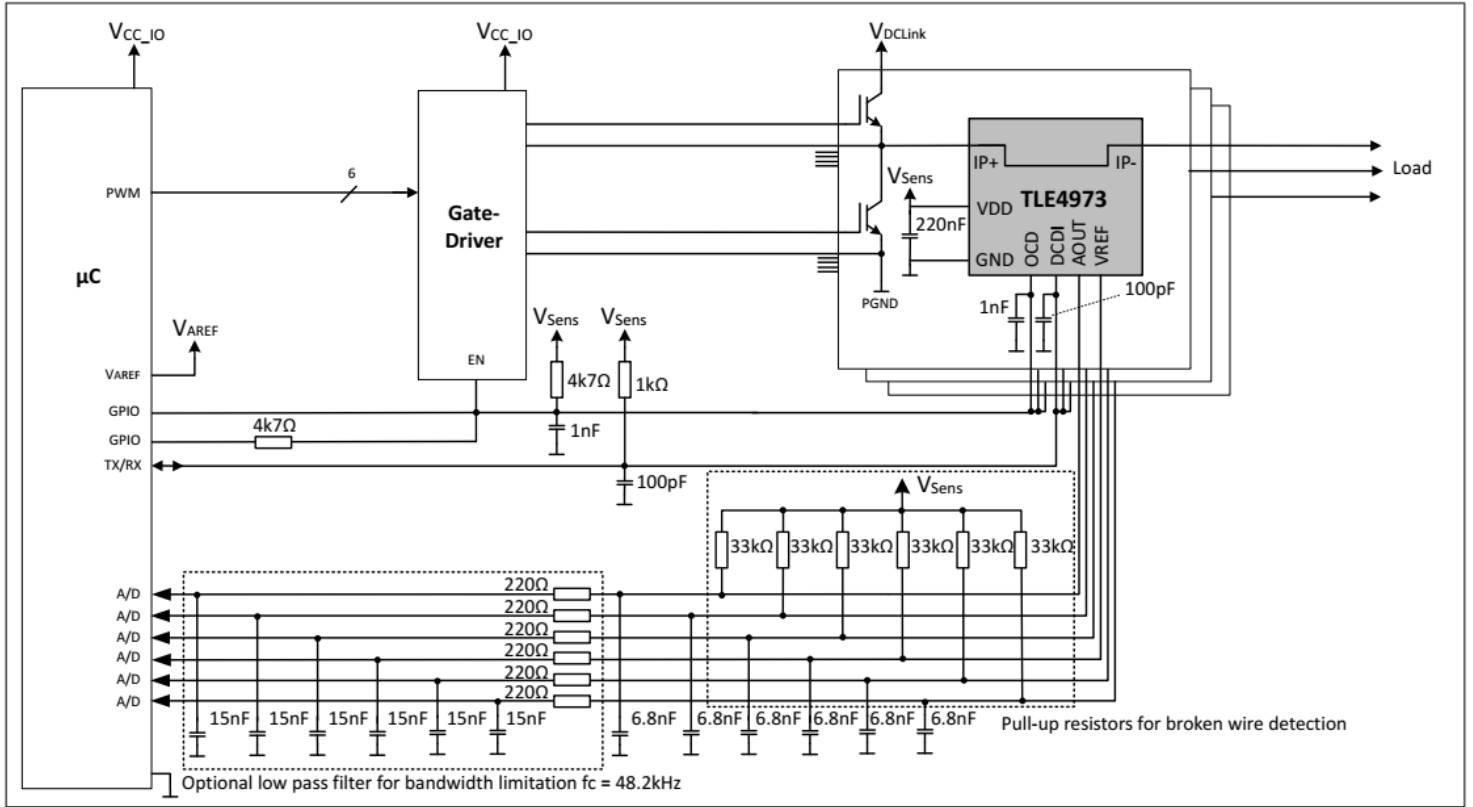 VCC_IO
VCC_IO
VDCLink
PWM
6
Gate-
Driver
IP+
IP-
Load
VSens
TLE4973
VDD
220nF
GND
OCD
DCDI
AOUT
VREF
µC
PGND
1nF
100pF
VAREF
VSens
VSens
EN
VAREF
4k7Ω
1kΩ
GPIO
4k7Ω
1nF
GPIO
TX/RX
100pF
VSens
33kΩ
33kΩ
33kΩ
33kΩ
33kΩ
33kΩ
A/D
220Ω
A/D
220Ω
A/D
220Ω
A/D
220Ω
A/D
220Ω
A/D
220Ω
15nF
15nF
15nF
15nF
15nF
15nF
6.8nF
6.8nF
6.8nF
6.8nF
6.8nF
6.8nF
Pull-up resistors for broken wire detection
Optional low pass filter for bandwidth limitation fc = 48.2kHz